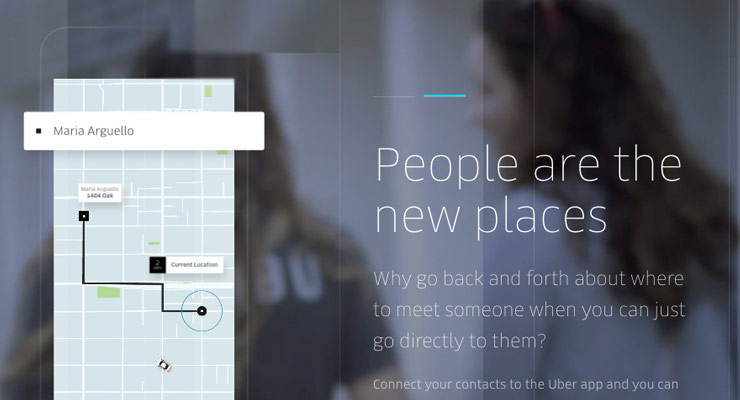 Maria Arguello
Maria Arguello
1404 Oak
2
Current Location
People are the
new places
Why go back and forth about where
to meet someone when you can just
go directly to them?
Connect your contacts to the Uber app and you can